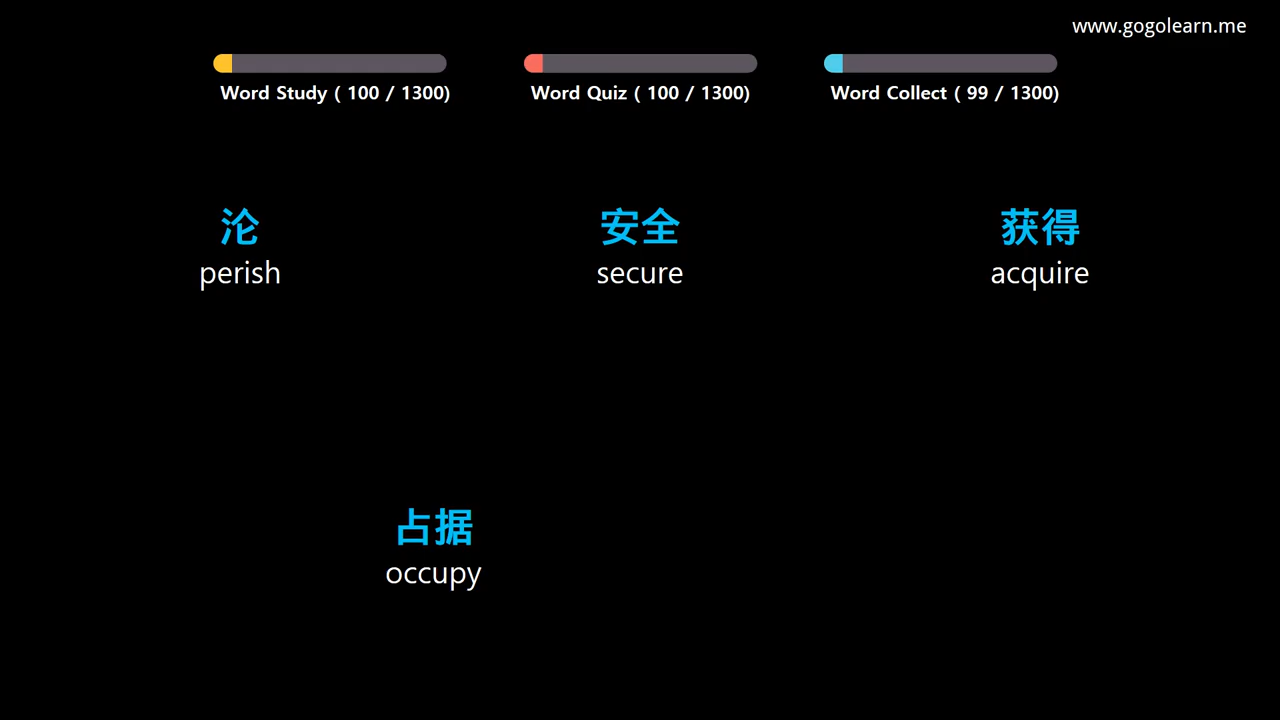 www.gogolearn.me
Word Study ( 100 / 1300)
Word Quiz ( 100 / 1300)
Word Collect ( 99 / 1300)
沦
perish
安全
secure
获得
acquire
占据
occupy